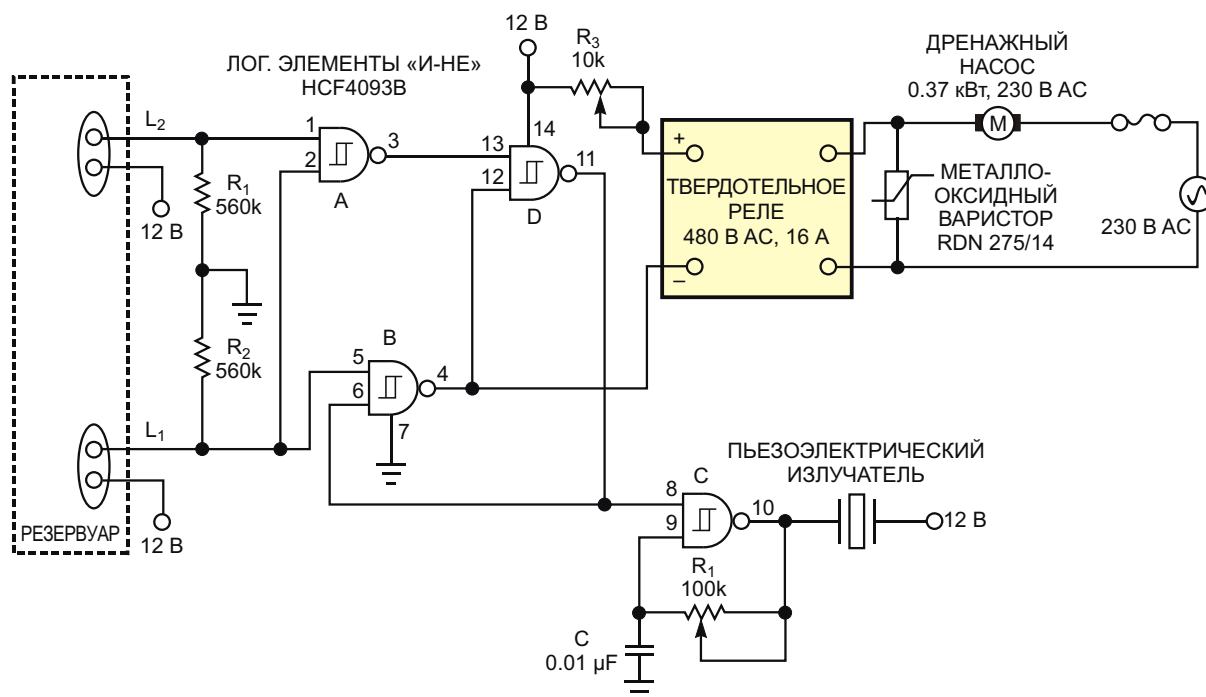 ЛОГ. ЭЛЕМЕНТЫ «И-НЕ»
HCF4093B
12 В
R3
10k
ДРЕНАЖНЫЙ
НАСОС
0.37 кВт, 230 В AC
L2
1
2
3
A
13
12
14
11
D
R1
560k
12 В
+
–
ТВЕРДОТЕЛЬНОЕ
РЕЛЕ
480 В AC, 16 А
M
МЕТАЛЛО-
ОКСИДНЫЙ
ВАРИСТОР
RDN 275/14
230 В AC
R2
560k
B
5
6
4
7
L1
12 В
РЕЗЕРВУАР
C
8
9
10
ПЬЕЗОЭЛЕКТРИЧЕСКИЙ
ИЗЛУЧАТЕЛЬ
12 В
R1
100k
C
0.01 µF